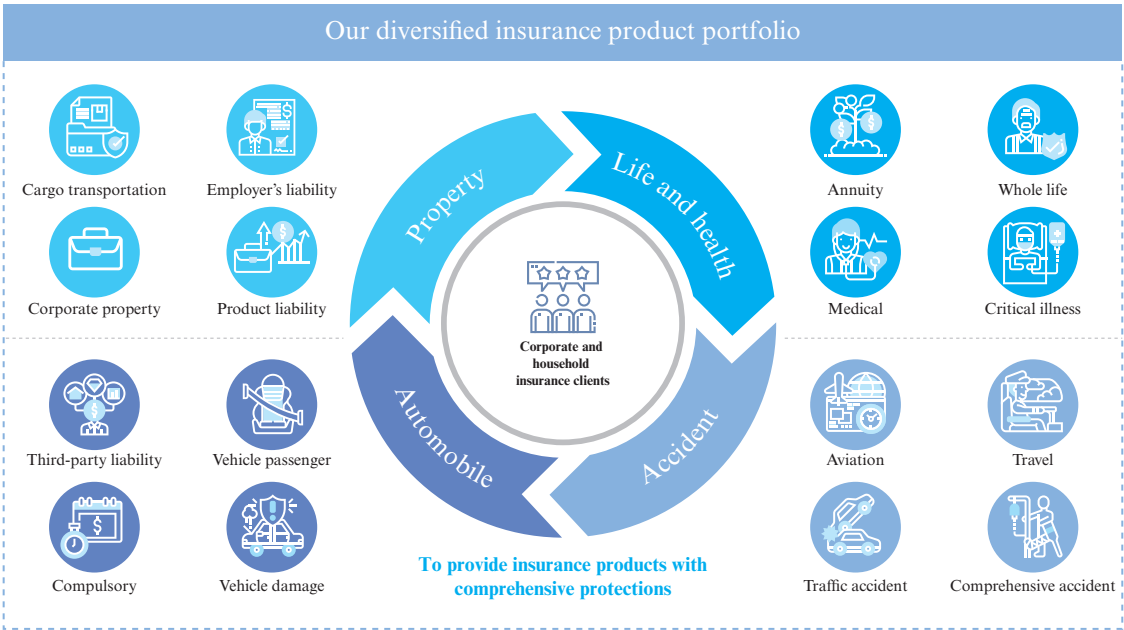 Our diversified insurance product portfolio
Cargo transportation
Employer’s liability
Corporate property
Product liability
Property
Life and health
Annuity
Whole life
Medical
Critical illness
Corporate and
household
insurance clients
Third-party liability
Vehicle passenger
Compulsory
Vehicle damage
Automobile
Accident
Aviation
Travel
Traffic accident
Comprehensive accident
To provide insurance products with
comprehensive protections